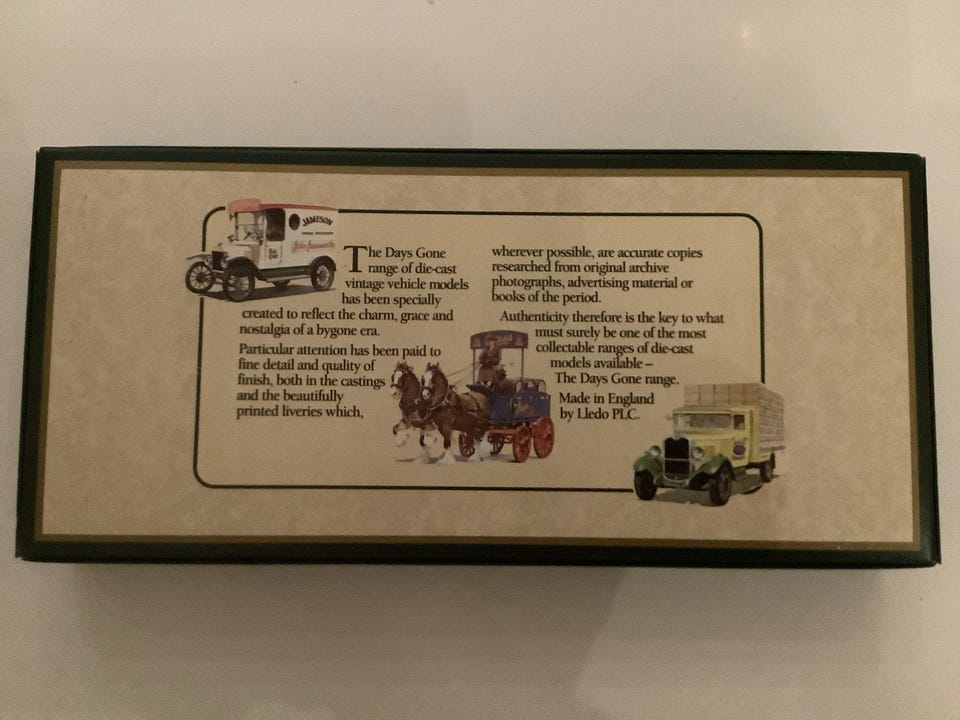 JAMESON
The Days Gone
range of die-cast
vintage vehicle models
has been specially
created to reflect the charm, grace and
nostalgia of a bygone era.
Particular attention has been paid to
fine detail and quality of
finish, both in the castings
and the beautifully
printed liveries which,
wherever possible, are accurate copies
researched from original archive
photographs, advertising material or
books of the period.
Authenticity therefore is the key to what
must surely be one of the most
collectable ranges of die-cast
models available –
The Days Gone range.
Made in England
by Lledo PLC.